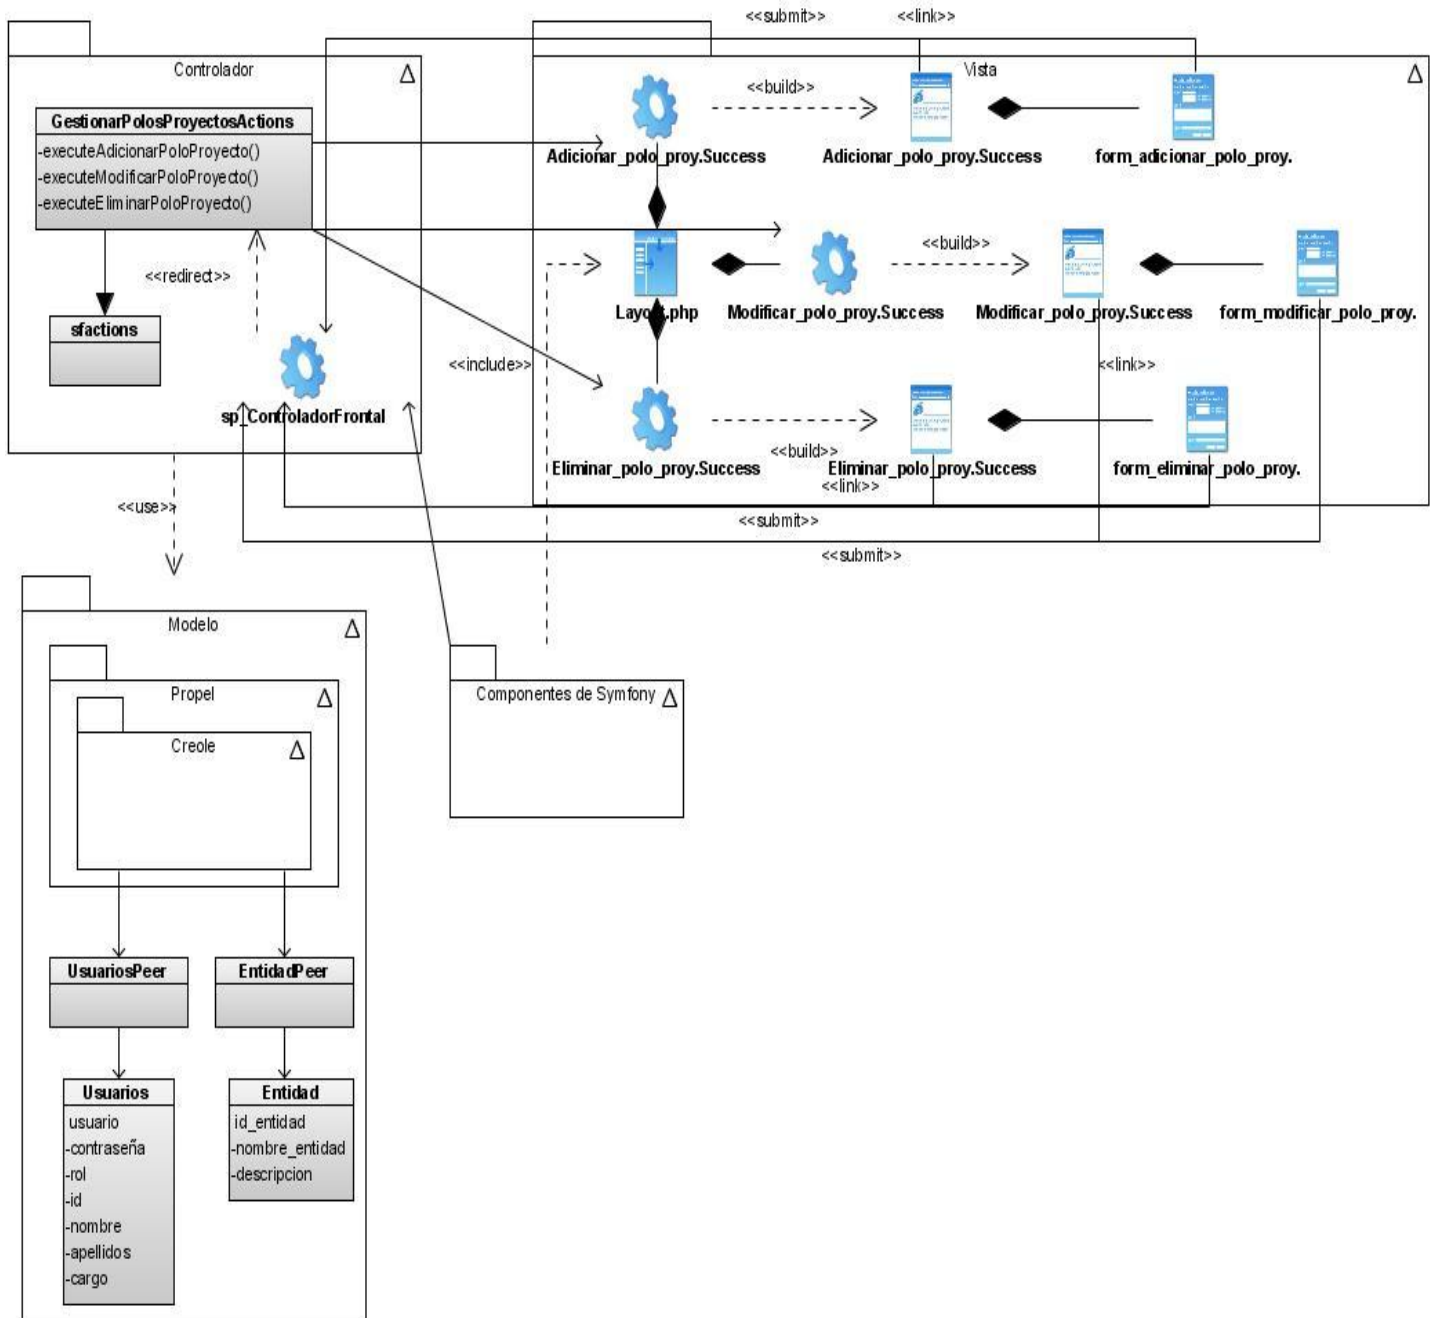 <<submit>>
<<link>>
Controlador
Vista
GestionarPolosProyectosActions
-executeAdicionarPoloProyecto()
-executeModificarPoloProyecto()
-executeEliminarPoloProyecto()
<<build>>
Adicionar_polo_proy.Success
Adicionar_polo_proy.Success
form_adicionar_polo_proy.
<<redirect>>
<<build>>
sfactions
Layout.php
Modificar_polo_proy.Success
Modificar_polo_proy.Success
form_modificar_polo_proy.
<<include>>
<<link>>
sp_ControladorFrontal
<<build>>
Eliminar_polo_proy.Success
Eliminar_polo_proy.Success
form_eliminar_polo_proy.
<<link>>
<<use>>
<<submit>>
<<submit>>
Modelo
Propel
Componentes de Symfony
Creole
UsuariosPeer
EntidadPeer
Usuarios
usuario
-contraseña
-rol
-id
-nombre
-apellidos
-cargo
Entidad
id_entidad
-nombre_entidad
-descripcion